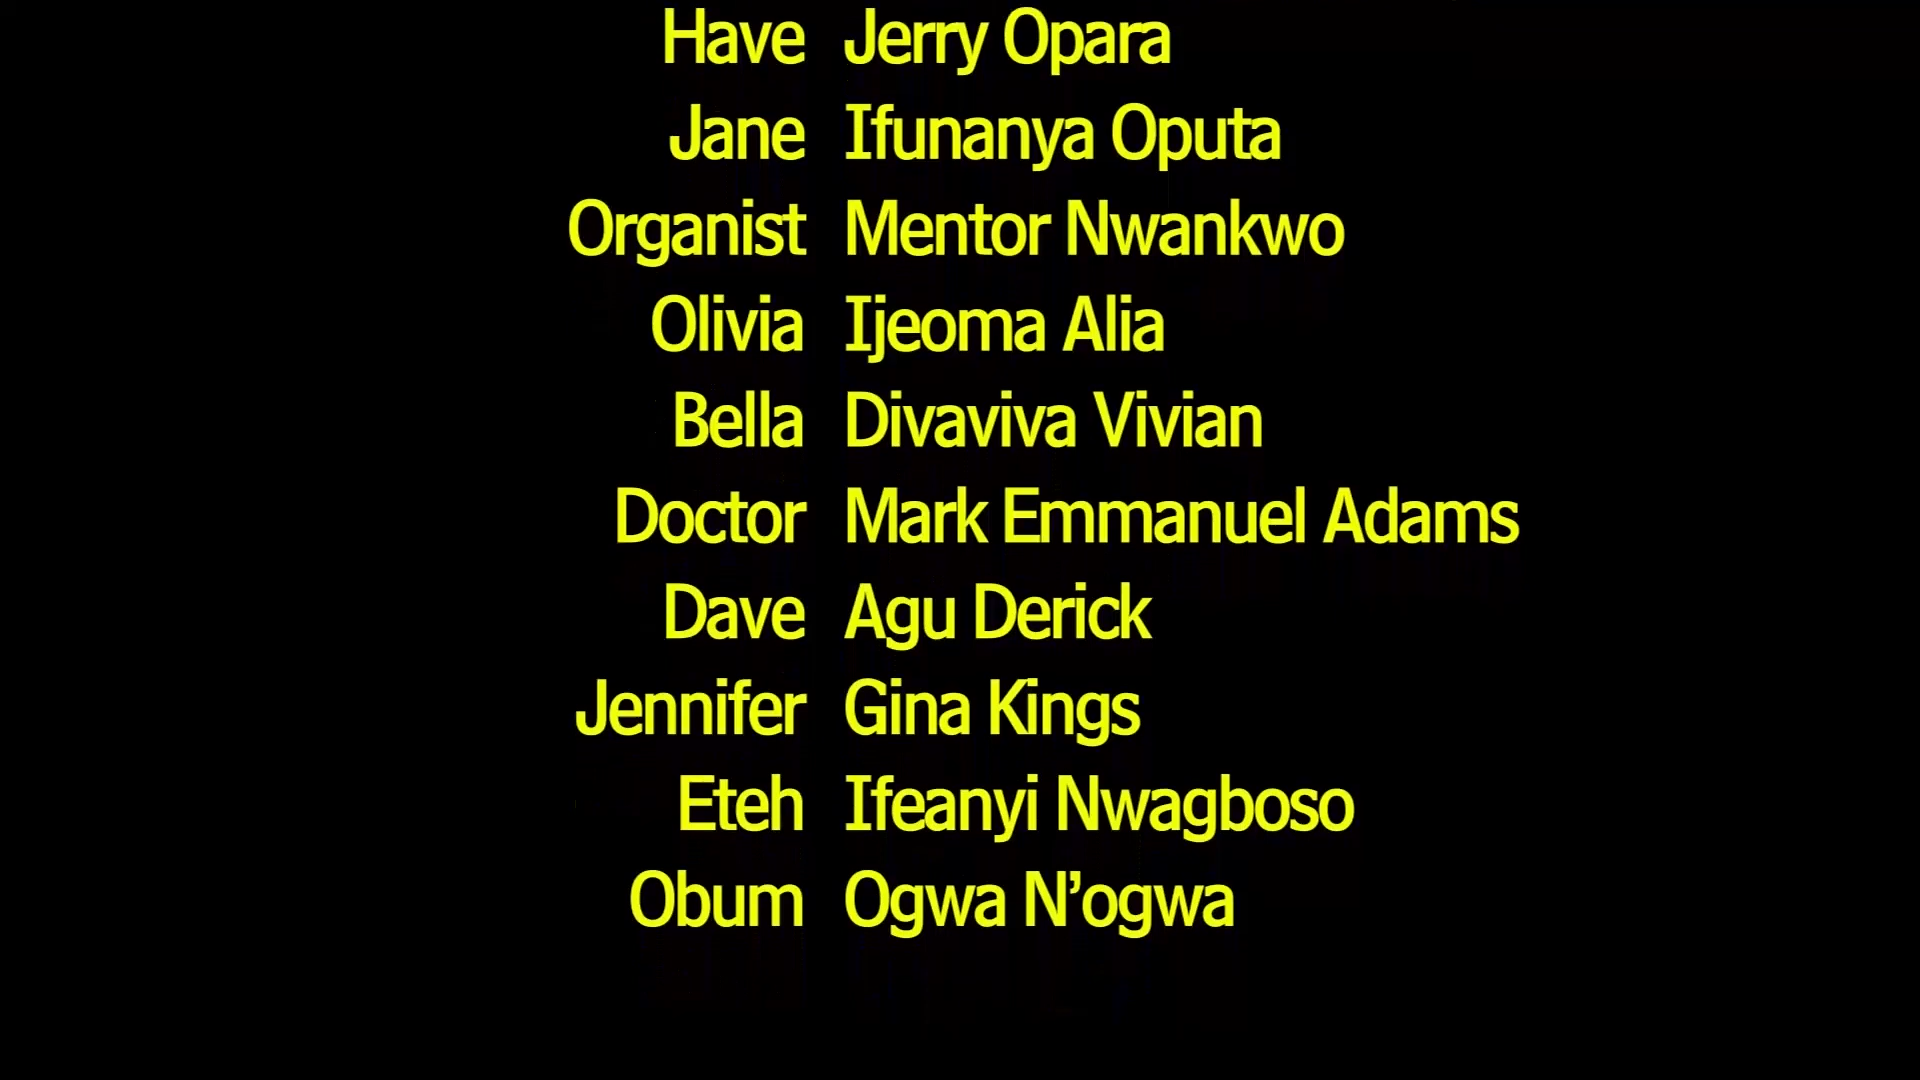 Have Jerry Opara
Jane Ifunanya Oputa
Organist Mentor Nwankwo
Olivia Ijeoma Alia
Bella Divaviva Vivian
Doctor Mark Emmanuel Adams
Dave Agu Derick
Jennifer Gina Kings
Eteh Ifeanyi Nwagboso
Obum Ogwa N’ogwa